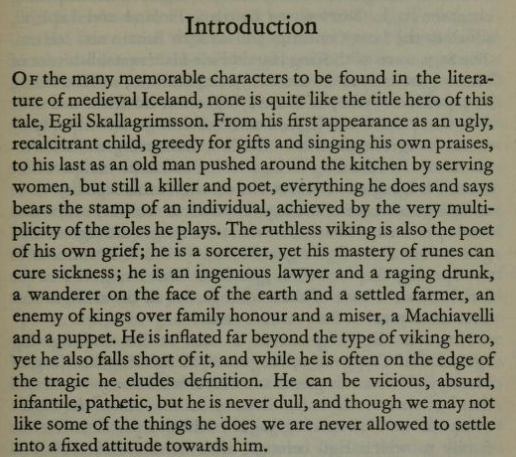 Introduction
OF the many memorable characters to be found in the litera-
ture of medieval Iceland, none is quite like the title hero of this
tale, Egil Skallagrimsson. From his first appearance as an ugly,
recalcitrant child, greedy for gifts and singing his own praises,
to his last as an old man pushed around the kitchen by serving
women, but still a killer and poet, everything he does and says
bears the stamp of an individual, achieved by the very multi-
plicity of the roles he plays. The ruthless viking is also the poet
of his own grief; he is a sorcerer, yet his mastery of runes can
cure sickness; he is an ingenious lawyer and a raging drunk,
a wanderer on the face of the earth and a settled farmer, an
enemy of kings over family honour and a miser, a Machiavelli
and a puppet. He is inflated far beyond the type of viking hero,
yet he also falls short of it, and while he is often on the edge of
the tragic he eludes definition. He can be vicious, absurd,
infantile, pathetic, but he is never dull, and though we may not
like some of the things he does we are never allowed to settle
into a fixed attitude towards him.